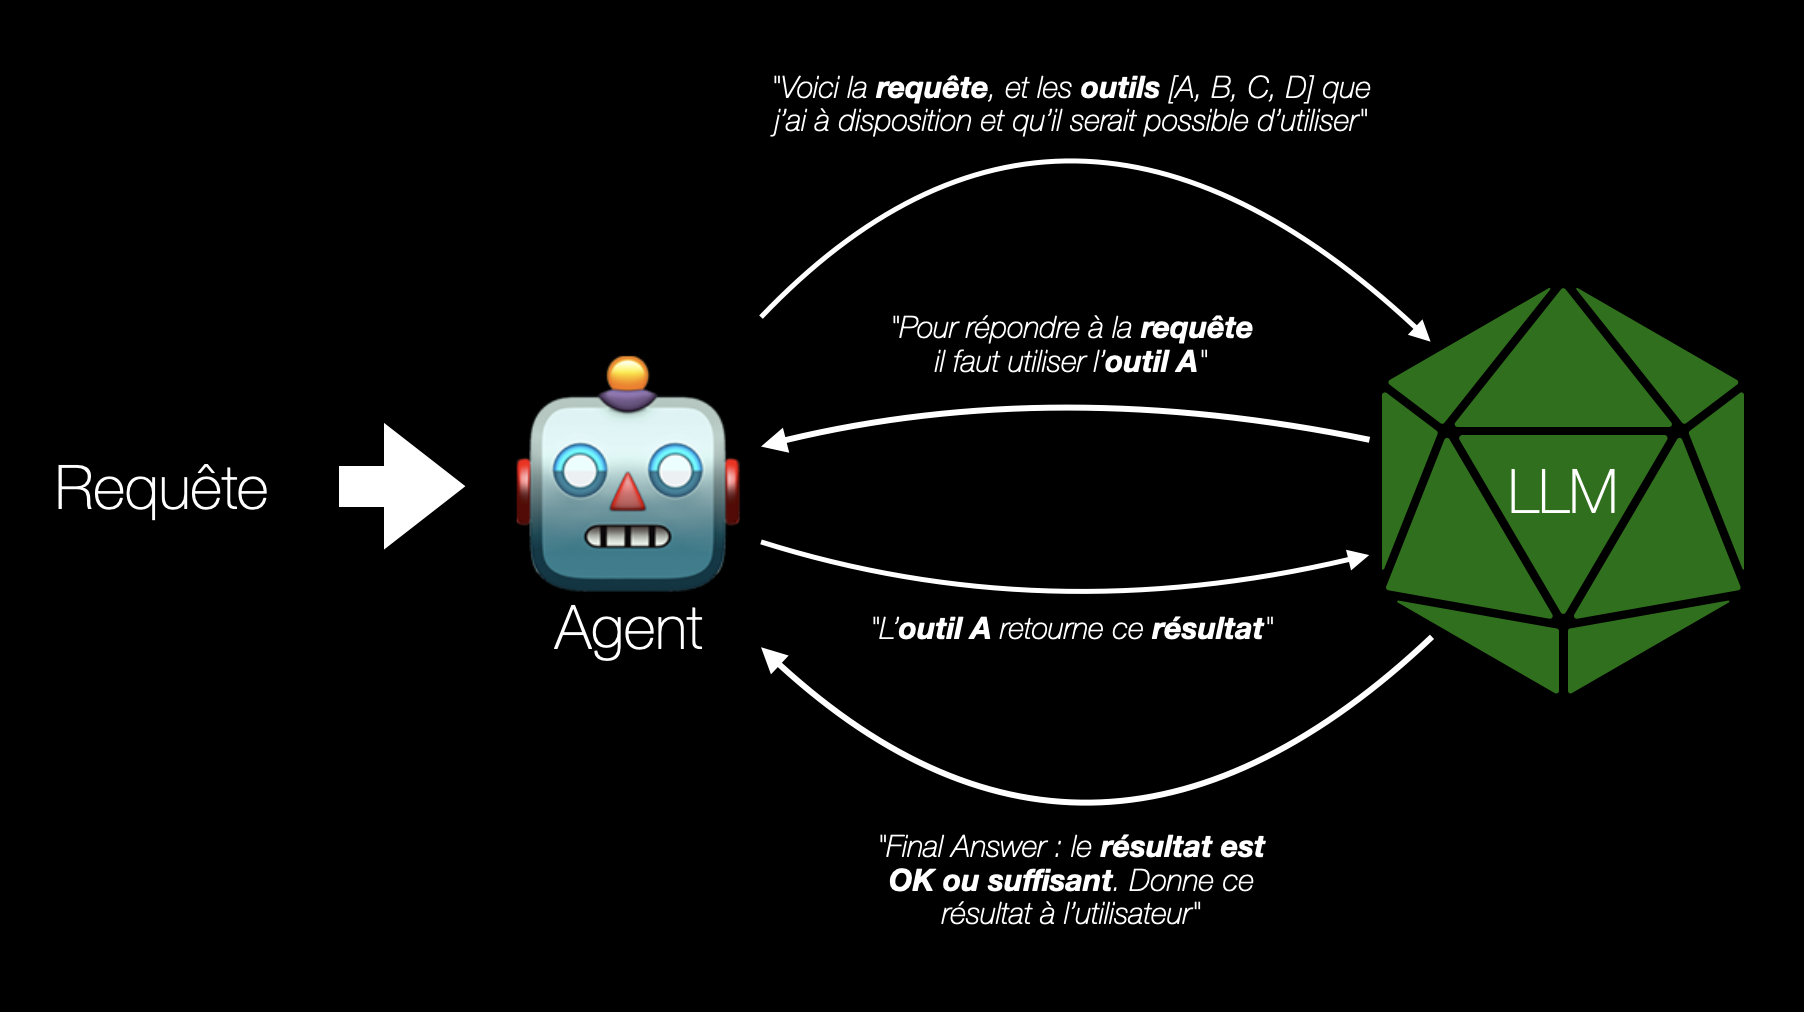 "Voici la requête, et les outils [A, B, C, D] que
j'ai à disposition et qu'il serait possible d'utiliser"
"Pour répondre à la requête
il faut utiliser l'outil A"
Requête
LLM
Agent
"L'outil A retourne ce résultat"
"Final Answer : le résultat est
OK ou suffisant. Donne ce
résultat à l'utilisateur"